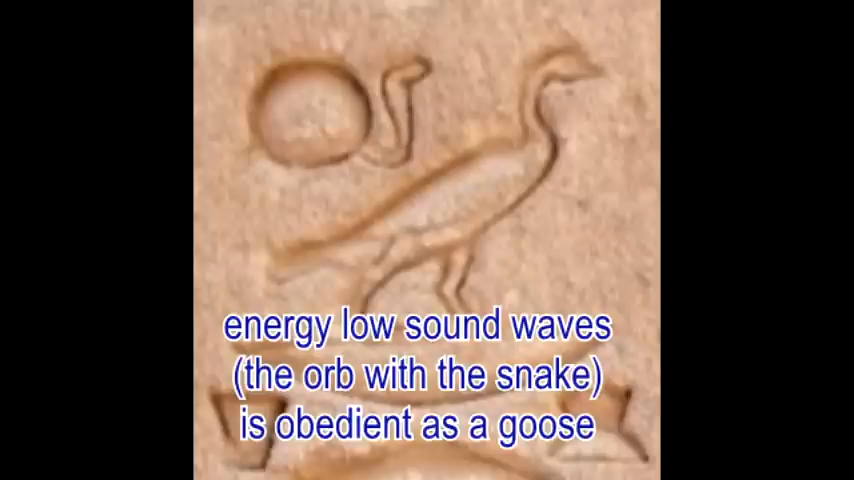 energy low sound waves
(the orb with the snake)
is obedient as a goose